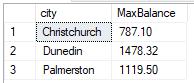 city MaxBalance
1 Christchurch 787.10
2 Dunedin 1478.32
3 Palmerston 1119.50